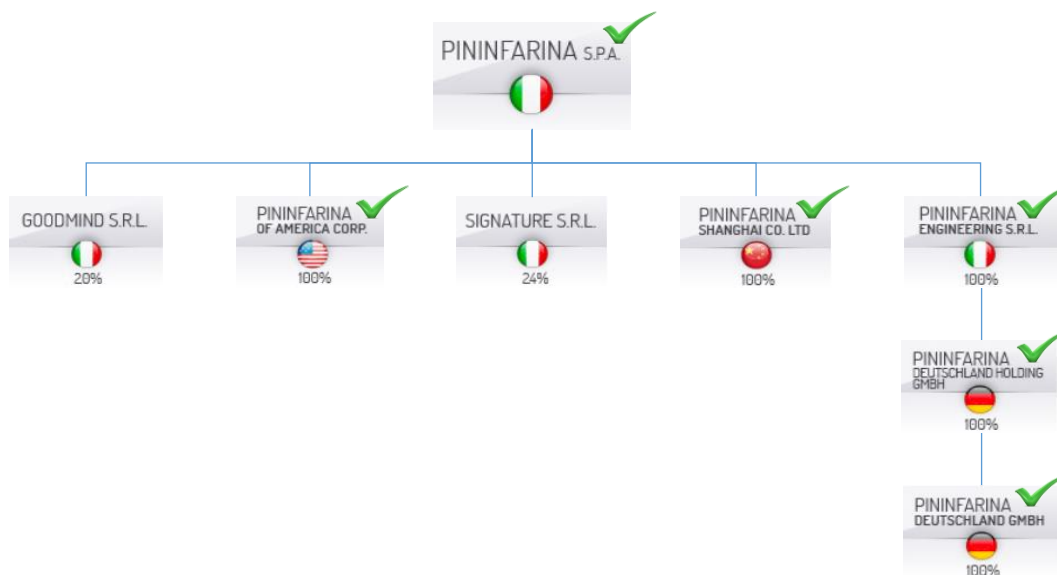 PININFARINA S.P.A.
GOODMIND S.R.L.
20%
PININFARINA
OF AMERICA CORP.
100%
SIGNATURE S.R.L.
24%
PININFARINA
SHANGHAI CO. LTD
100%
PININFARINA
ENGINEERING S.R.L.
100%
PININFARINA
DEUTSCHLAND HOLDING
GMBH
100%
PININFARINA
DEUTSCHLAND GMBH
100%